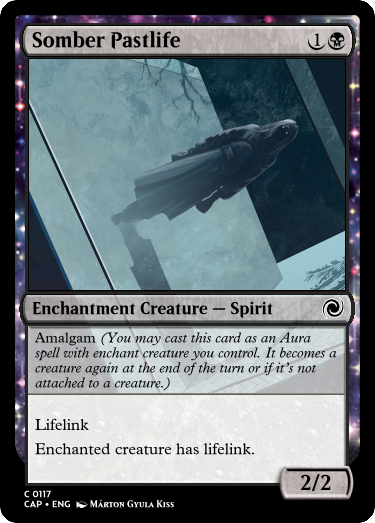 Somber Pastlife 1
Enchantment Creature — Spirit
Amalgam (You may cast this card as an Aura
spell with enchant creature you control. It becomes a
creature again at the end of the turn or if it's not
attached to a creature.)
Lifelink
Enchanted creature has lifelink.
2/2
C 0117
CAP • ENG Márton Gyula Kiss